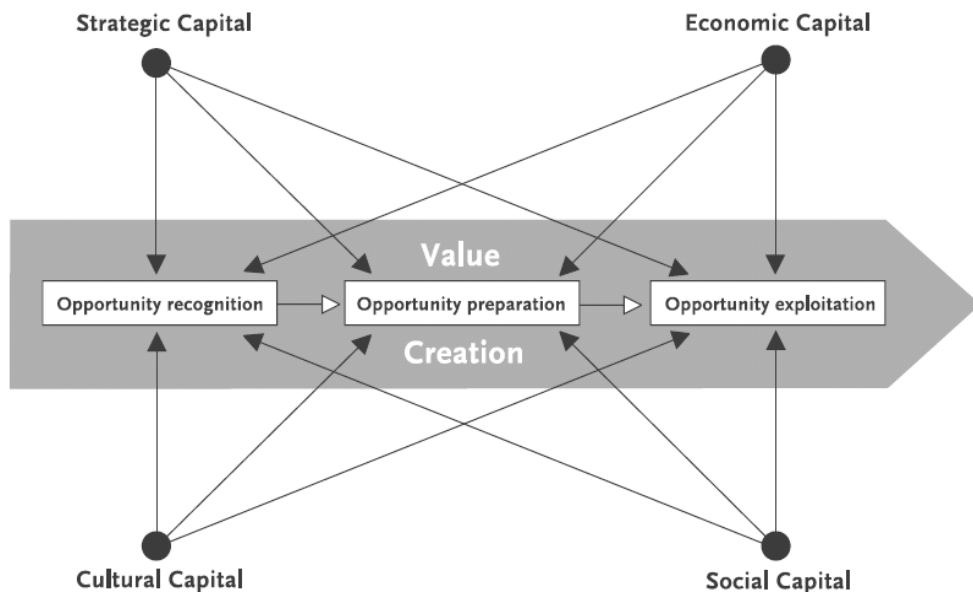 Strategic Capital
Economic Capital
Value
Opportunity recognition
Opportunity preparation
Opportunity exploitation
Creation
Cultural Capital
Social Capital